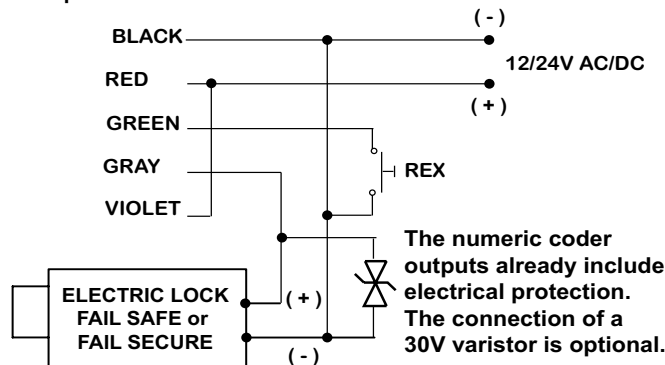 ( - )
BLACK
12/24V AC/DC
RED
( + )
GREEN
GRAY
REX
VIOLET
The numeric coder
outputs already include
electrical protection.
The connection of a
30V varistor is optional.
ELECTRIC LOCK
FAIL SAFE or
FAIL SECURE
( + )
( - )